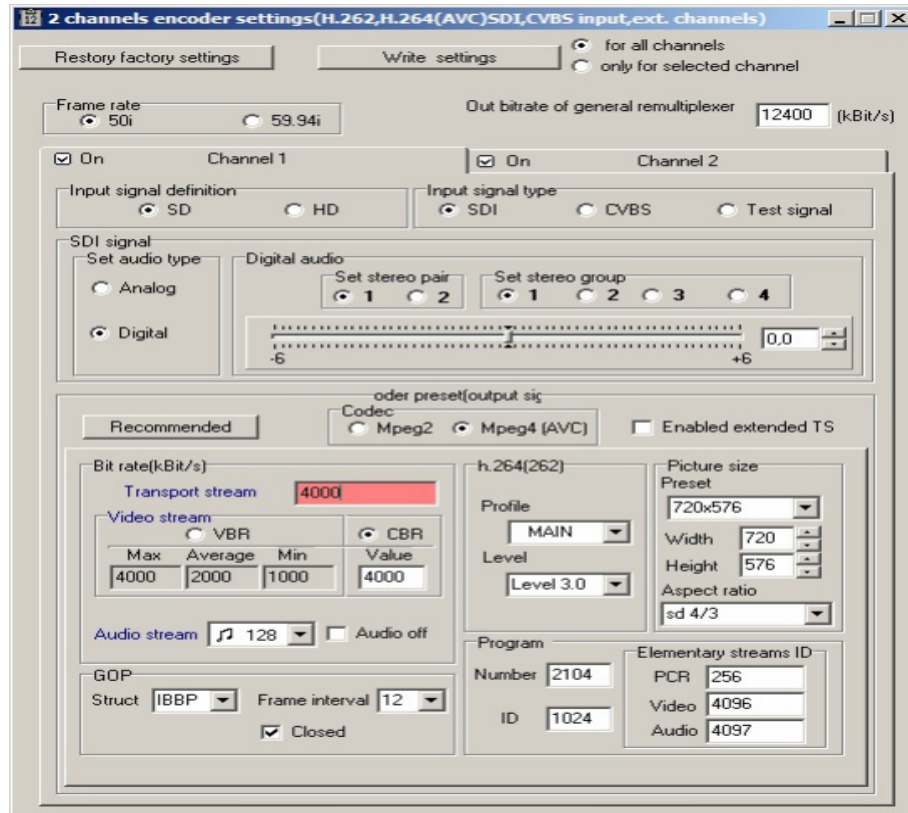 2 channels encoder settings(H.262,H.264(AVC)SDI,CVBS input,ext. channels)
Restory factory settings
Write settings
for all channels
only for selected channel
Frame rate
50i 59.94i
Out bitrate of general remultiplexer 12400 (kBit/s)
On Channel 1
On Channel 2
Input signal definition
SD HD
Input signal type
SDI CVBS Test signal
SDI signal
Set audio type
Analog
Digital
Digital audio
Set stereo pair
1 2
Set stereo group
1 2 3 4
-6 +6
0,0
oder preset(output sig
Recommended
Codec
Mpeg2 Mpeg4 (AVC)
Enabled extended TS
Bit rate(kBit/s)
Transport stream 4000
Video stream
VBR CBR
Max Average Min Value
4000 2000 1000 4000
Audio stream 128 Audio off
GOP
Struct IBBP Frame interval 12
Closed
h.264(262)
Profile
MAIN
Level
Level 3.0
Picture size
Preset
720x576
Width 720
Height 576
Aspect ratio
sd 4/3
Program
Number 2104
ID 1024
Elementary streams ID
PCR 256
Video 4096
Audio 4097